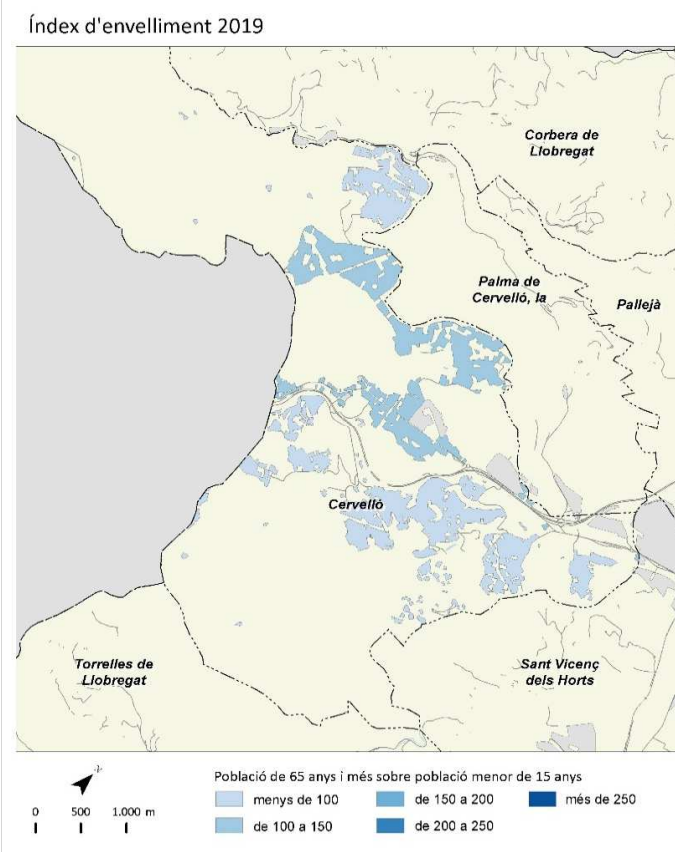 Índex d'envelliment 2019
Corbera de
Llobregat
Palma de
Cervelló, la
Pallejà
Cervelló
Torrelles de
Llobregat
Sant Vicenç
dels Horts
Població de 65 anys i més sobre població menor de 15 anys
0 500 1.000 m
menys de 100
de 150 a 200
més de 250
de 100 a 150
de 200 a 250